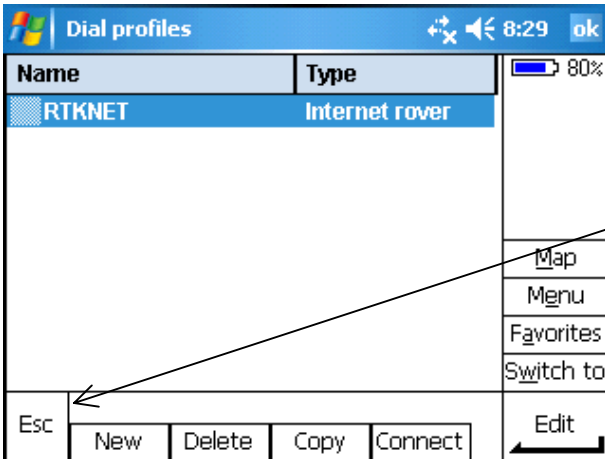 Dial profiles 8:29 ok
Name Type 80%
RTKNET Internet rover
Map
Menu
Favorites
Switch to
Esc New Delete Copy Connect Edit